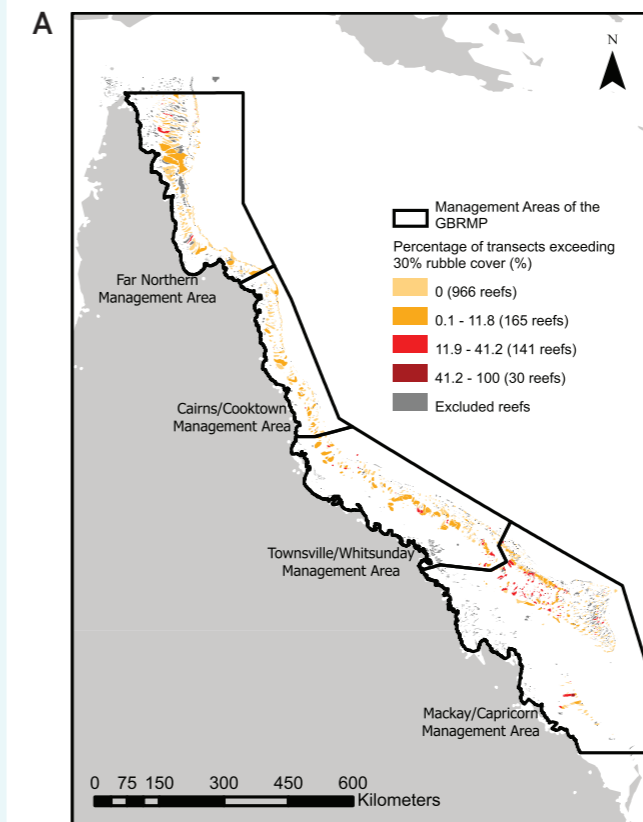 A
N
Management Areas of the
GBRMP
Percentage of transects exceeding
30% rubble cover (%)
0 (966 reefs)
0.1 - 11.8 (165 reefs)
11.9 - 41.2 (141 reefs)
41.2 - 100 (30 reefs)
Excluded reefs
Far Northern
Management Area
Cairns/Cooktown
Management Area
Townsville/Whitsunday
Management Area
Mackay/Capricorn
Management Area
0 75 150 300 450 600
Kilometers